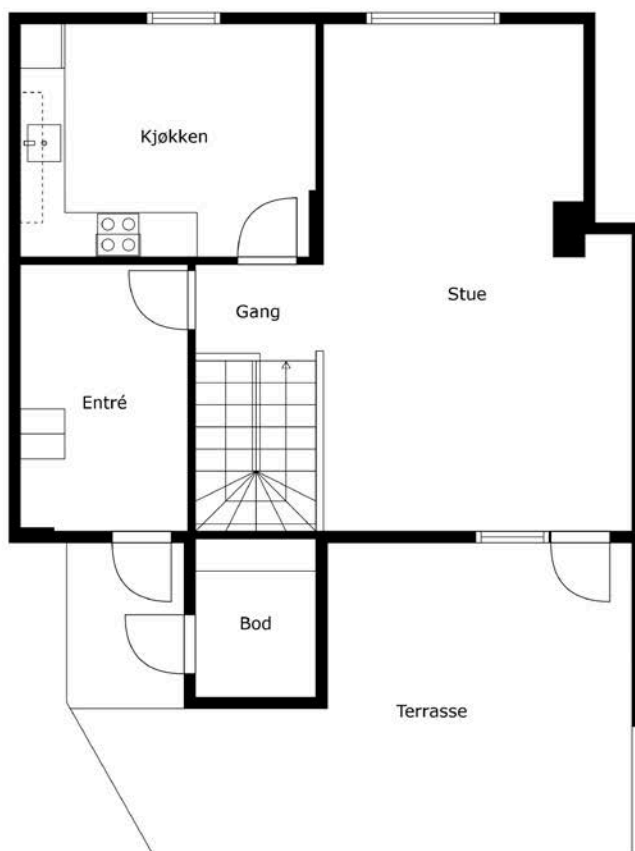 Kjøkken
Stue
Gang
Entré
Bod
Terrasse